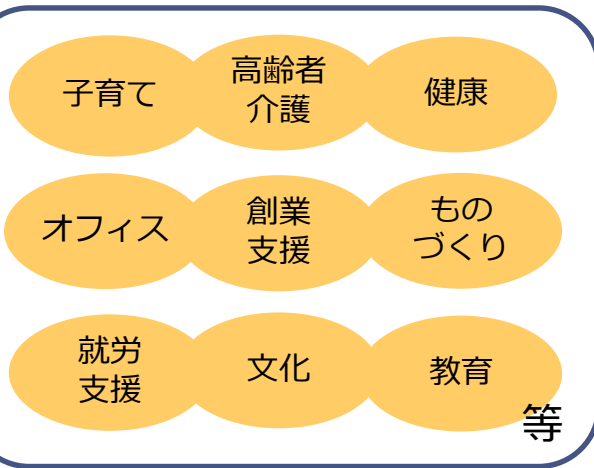 子育て
高齢者
介護
健康
オフィス
創業
支援
もの
づくり
就労
支援
文化
教育
等